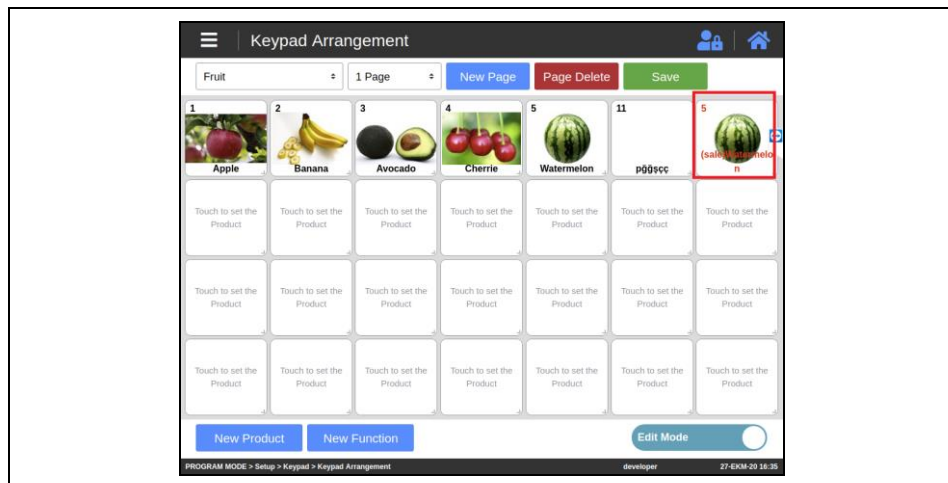 Keypad Arrangement
Fruit 1 Page New Page Page Delete Save
1 2 3 4 5 11 5
Apple Banana Avocado Cherrie Watermelon pğğşçç
n
Touch to set the Touch to set the Touch to set the Touch to set the Touch to set the Touch to set the Touch to set the
Product Product Product Product Product Product Product
Touch to set the Touch to set the Touch to set the Touch to set the Touch to set the Touch to set the Touch to set the
Product Product Product Product Product Product Product
Touch to set the Touch to set the Touch to set the Touch to set the Touch to set the Touch to set the Touch to set the
Product Product Product Product Product Product Product
New Product New Function Edit Mode
PROGRAM MODE > Setup > Keypad > Keypad Arrangement developer 27-EKM-20 16:35